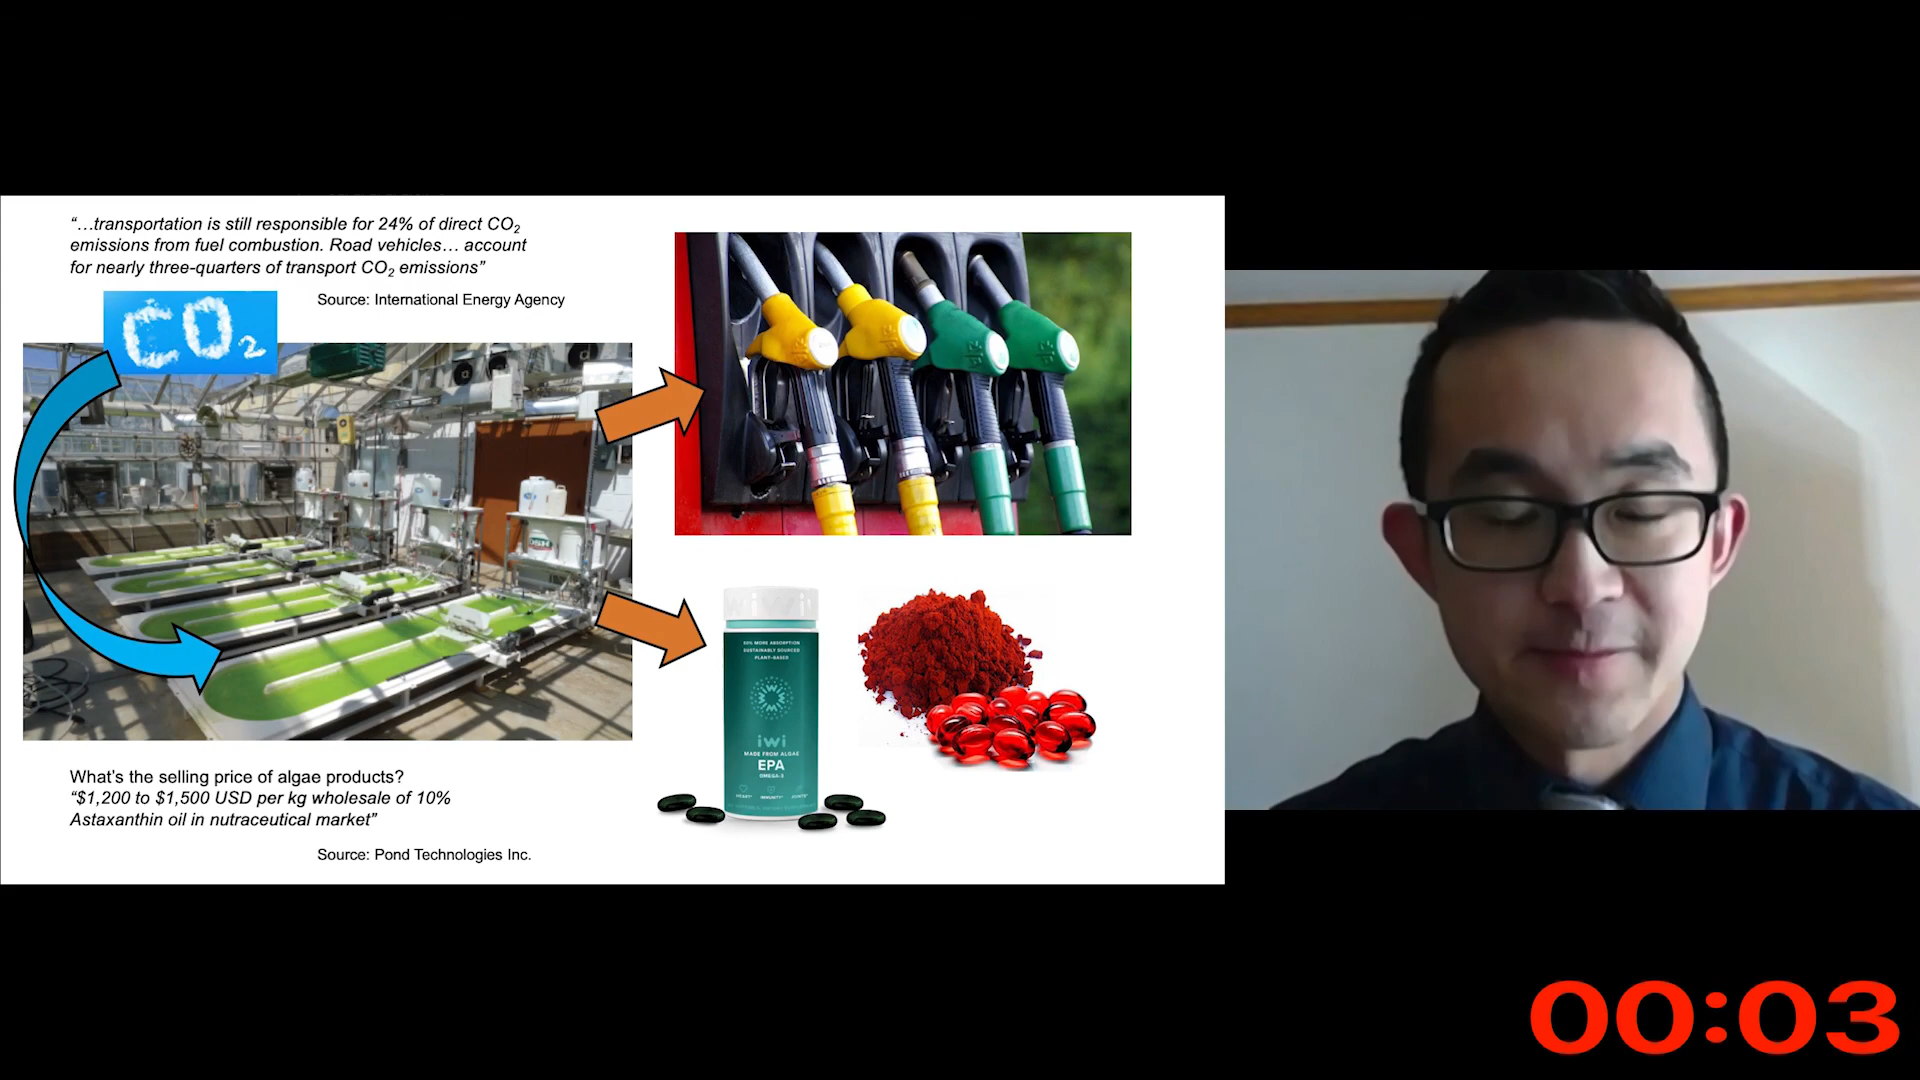 “…transportation is still responsible for 24% of direct CO₂
emissions from fuel combustion. Road vehicles… account
for nearly three-quarters of transport CO₂ emissions”
Source: International Energy Agency
CO₂
50% MORE ABSORPTION
SUSTAINABLY SOURCED
PLANT-BASED
iwi
MADE FROM ALGAE
EPA
OMEGA-3
HEART*
IMMUNITY*
JOINTS*
What’s the selling price of algae products?
“$1,200 to $1,500 USD per kg wholesale of 10%
Astaxanthin oil in nutraceutical market”
Source: Pond Technologies Inc.
00:03